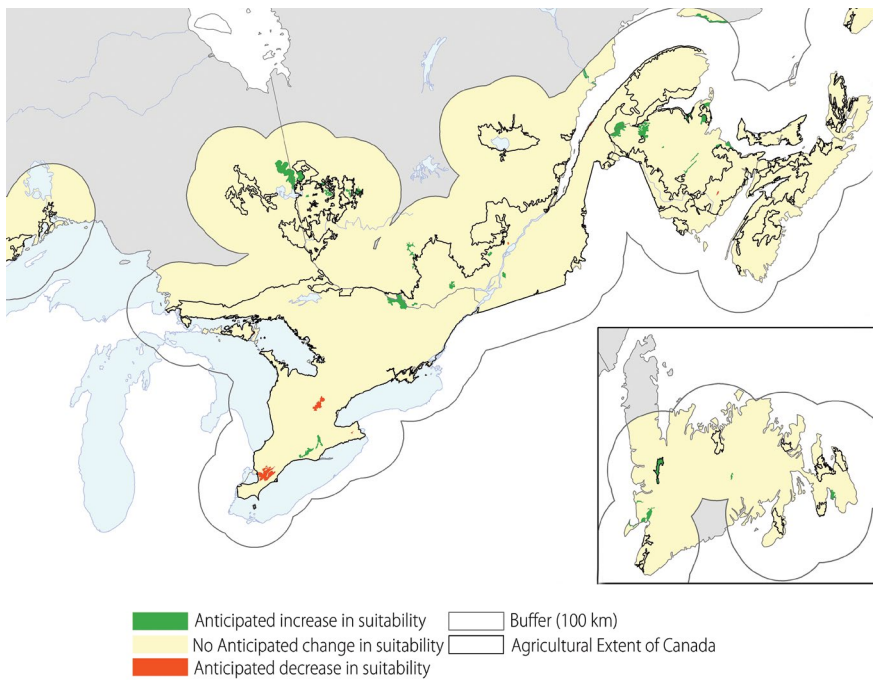 Anticipated increase in suitability
Buffer (100 km)
No Anticipated change in suitability
Agricultural Extent of Canada
Anticipated decrease in suitability